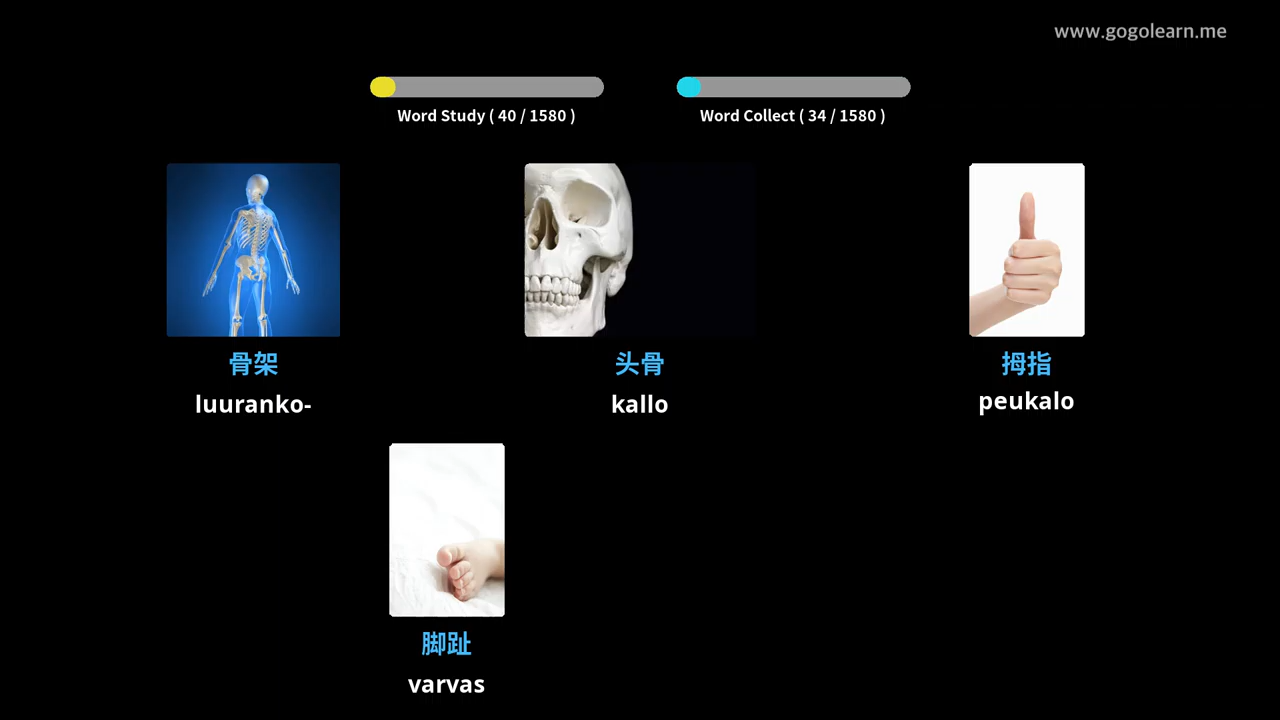 www.gogolearn.me
Word Study ( 40 / 1580 )
Word Collect ( 34 / 1580 )
骨架
头骨
拇指
luuranko-
kallo
peukalo
脚趾
varvas